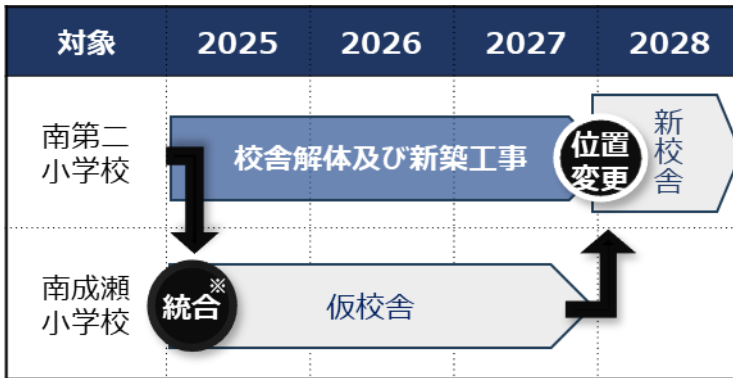 対象 2025 2026 2027 2028
南第二
小学校
校舎解体及び新築工事
位置
変更
新
校
舎
南成瀬
小学校
統合※
仮校舎